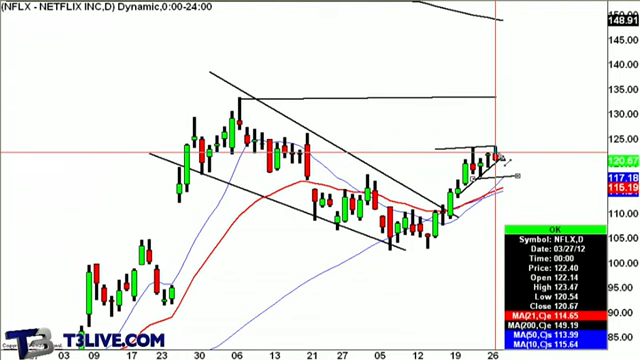 (NFLX - NETFLIX INC,D) Dynamic,0:00-24:00
148.91
145.00
140.00
135.00
130.00
125.00
120.67
117.18
115.19
110.00
105.00
100.00
95.00
90.00
85.00
OK
Symbol: NFLX,D
Date: 03/27/12
Time: 00:00
Price: 122.40
Open: 122.14
High: 123.47
Low: 120.54
Close: 120.67
MA(21,C)e 114.65
MA(200,C)e 149.19
MA(50,C)s 113.99
MA(10,C)s 115.64
T3 T3LIVE.COM
03 09 17 23 30 06 13 21 27 05 12 19 26